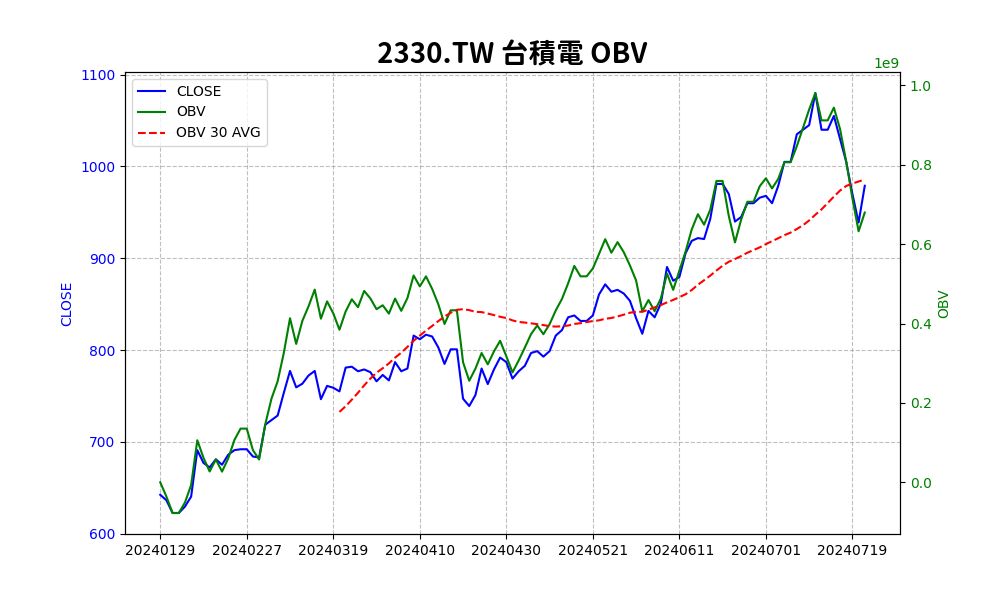 2330.TW 台積電 OBV
1e9
CLOSE
OBV
OBV 30 AVG
1100
1000
900
800
700
600
CLOSE
1.0
0.8
0.6
0.4
0.2
0.0
OBV
20240129 20240227 20240319 20240410 20240430 20240521 20240611 20240701 20240719